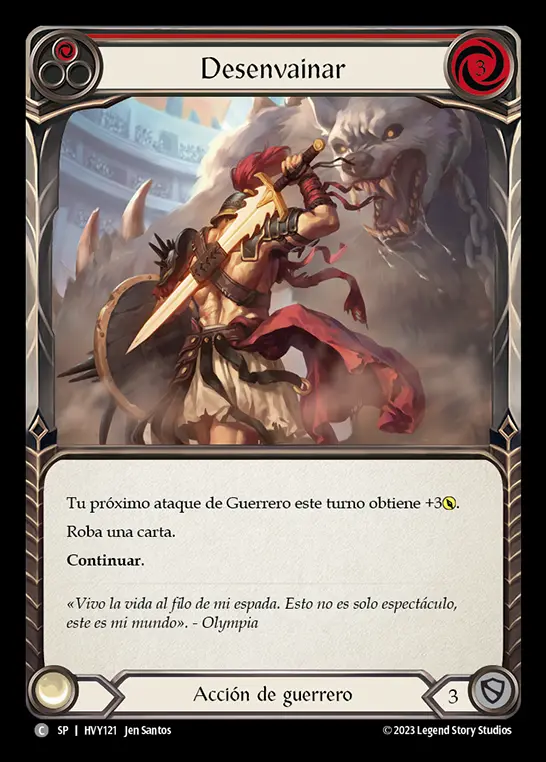 Desenvainar
3
Tu próximo ataque de Guerrero este turno obtiene +3.
Roba una carta.
Continuar.
«Vivo la vida al filo de mi espada. Esto no es solo espectáculo,
este es mi mundo». - Olympia
Acción de guerrero
3
C SP | HVY121 Jen Santos
© 2023 Legend Story Studios